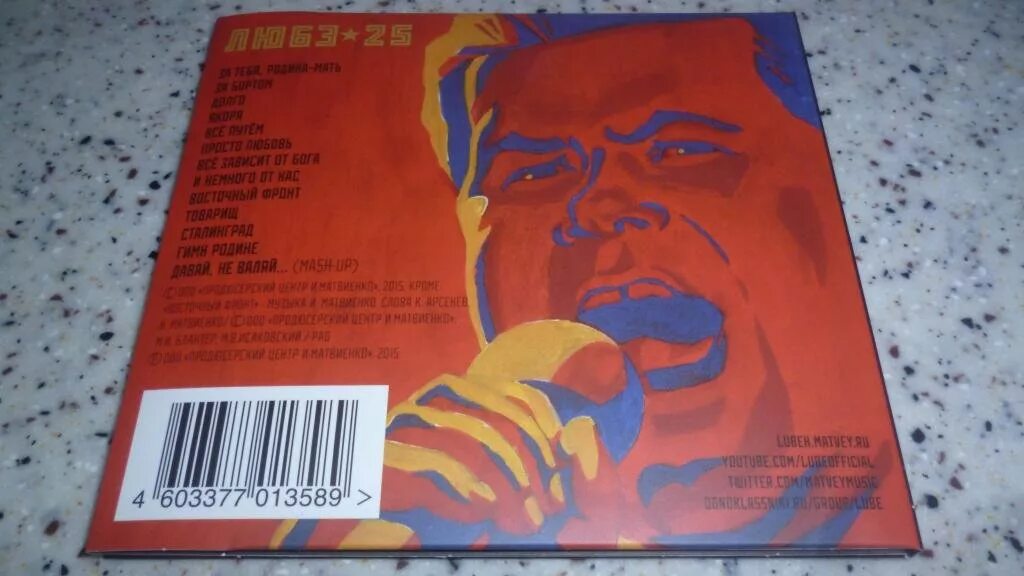 ЛЮБЭ★25
ЗА ТЕБЯ, РОДИНА-МАТЬ
ЗА БОРТОМ
ДОЛГО
ЯКОРЯ
ВСЁ ПУТЁМ
ПРОСТО ЛЮБОВЬ
ВСЁ ЗАВИСИТ ОТ БОГА
И НЕМНОГО ОТ НАС
ВОСТОЧНЫЙ ФРОНТ
ТОВАРИЩ
СТАЛИНГРАД
ГИМН РОДИНЕ
ДАВАЙ, НЕ ВАЛЯЙ... (MASH UP)
©ООО «ПРОДЮСЕРСКИЙ ЦЕНТР И МАТВИЕНКО», 2015, КРОМЕ:
«ВОСТОЧНЫЙ ФРОНТ» МУЗЫКА И. МАТВИЕНКО, СЛОВА К. АРСЕНЕВ,
И. МАТВИЕНКО/ ©ООО «ПРОДЮСЕРСКИЙ ЦЕНТР И МАТВИЕНКО»,
М.И. БЛАНТЕР, М.В.ИСАКОВСКИЙ / РАО
℗ООО «ПРОДЮСЕРСКИЙ ЦЕНТР И МАТВИЕНКО», 2015
4 603377 013589 >
LUBEH.MATVEY.RU
YOUTUBE.COM/LUBEOFFICIAL
TWITTER.COM/MATVEYMUSIC
ODNOKLASSNIKI.RU/GROUP/LUBE